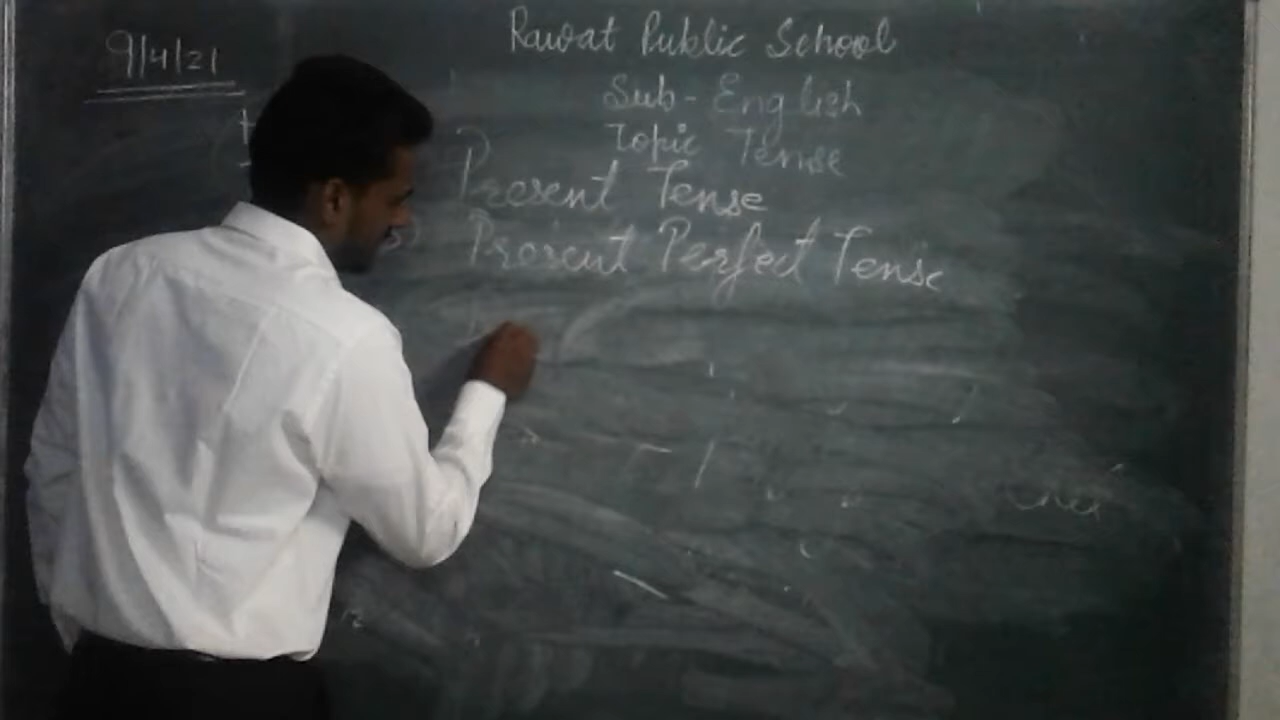 Rawat Public School
9/4/21
Sub - English
Topic Tense
Present Tense
Present Perfect Tense